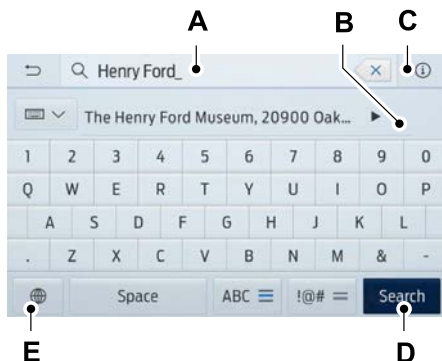 A
B
C
Henry Ford_
The Henry Ford Museum, 20900 Oak...
1 2 3 4 5 6 7 8 9 0
Q W E R T Y U I O P
A S D F G H J K L
. Z X C V B N M & -
Space ABC !@# Search
E
D